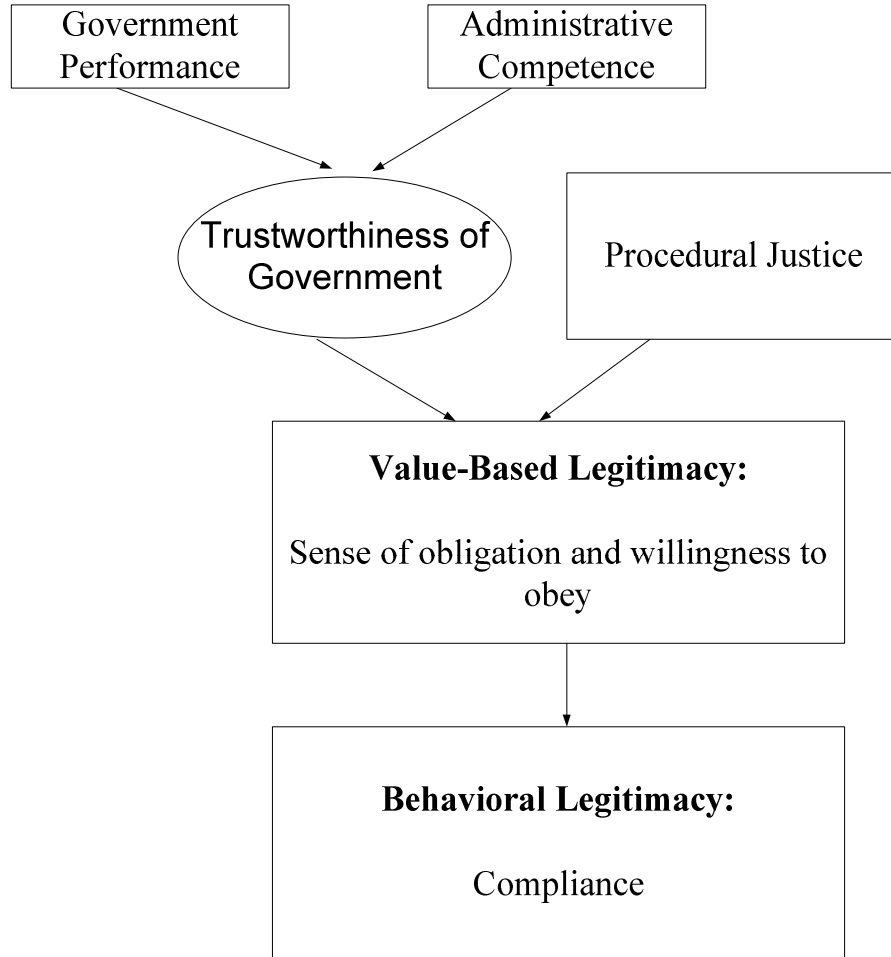 Government
Performance
Administrative
Competence
Trustworthiness of
Government
Procedural Justice
Value-Based Legitimacy:
Sense of obligation and willingness to
obey
Behavioral Legitimacy:
Compliance